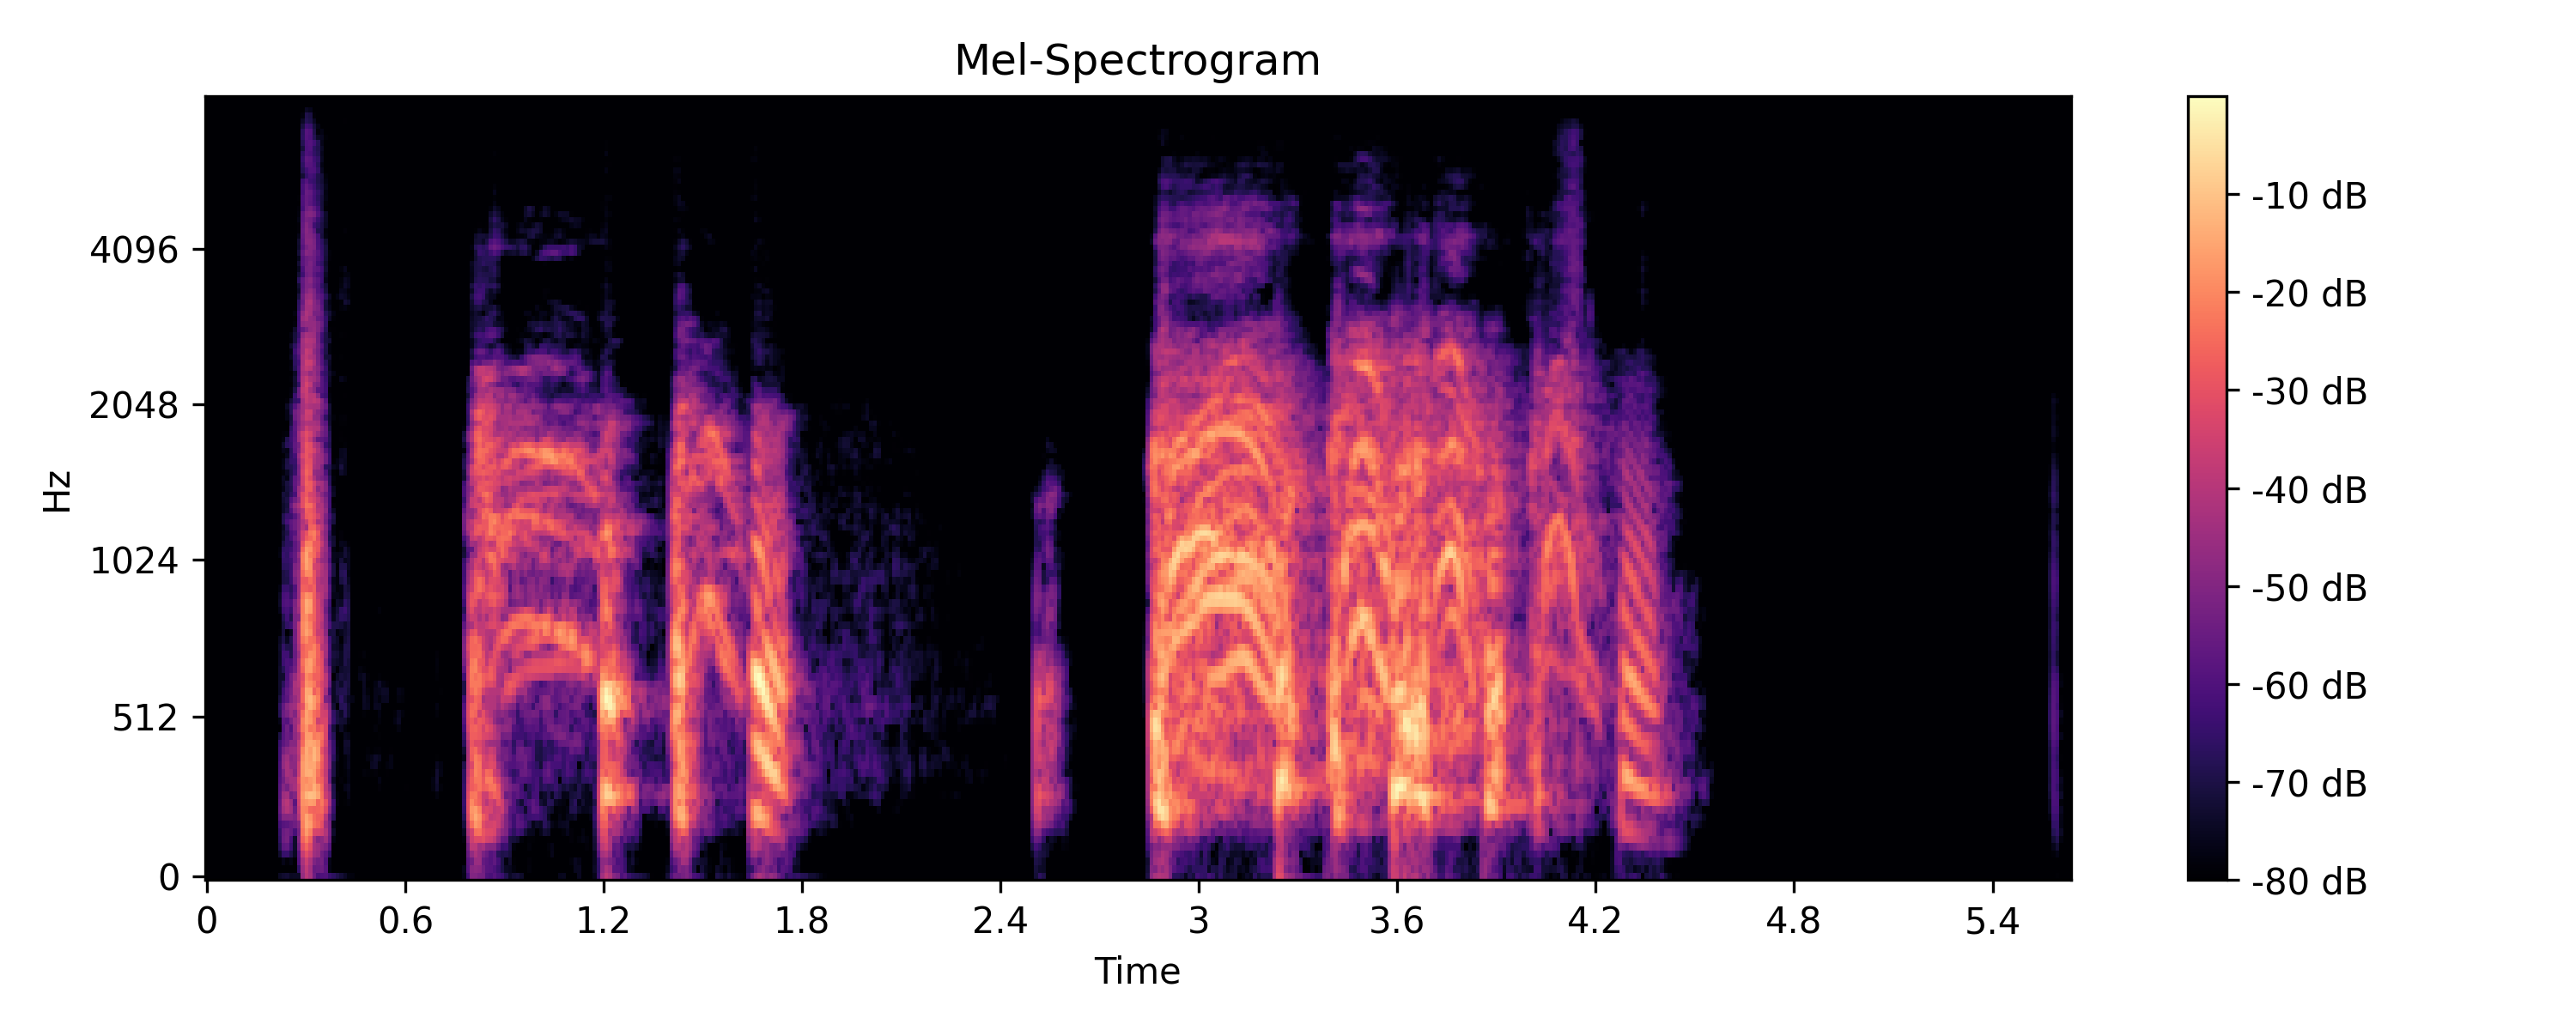 Mel-Spectrogram
4096
2048
1024
512
0
Hz
0 0.6 1.2 1.8 2.4 3 3.6 4.2 4.8 5.4
Time
-10 dB
-20 dB
-30 dB
-40 dB
-50 dB
-60 dB
-70 dB
-80 dB